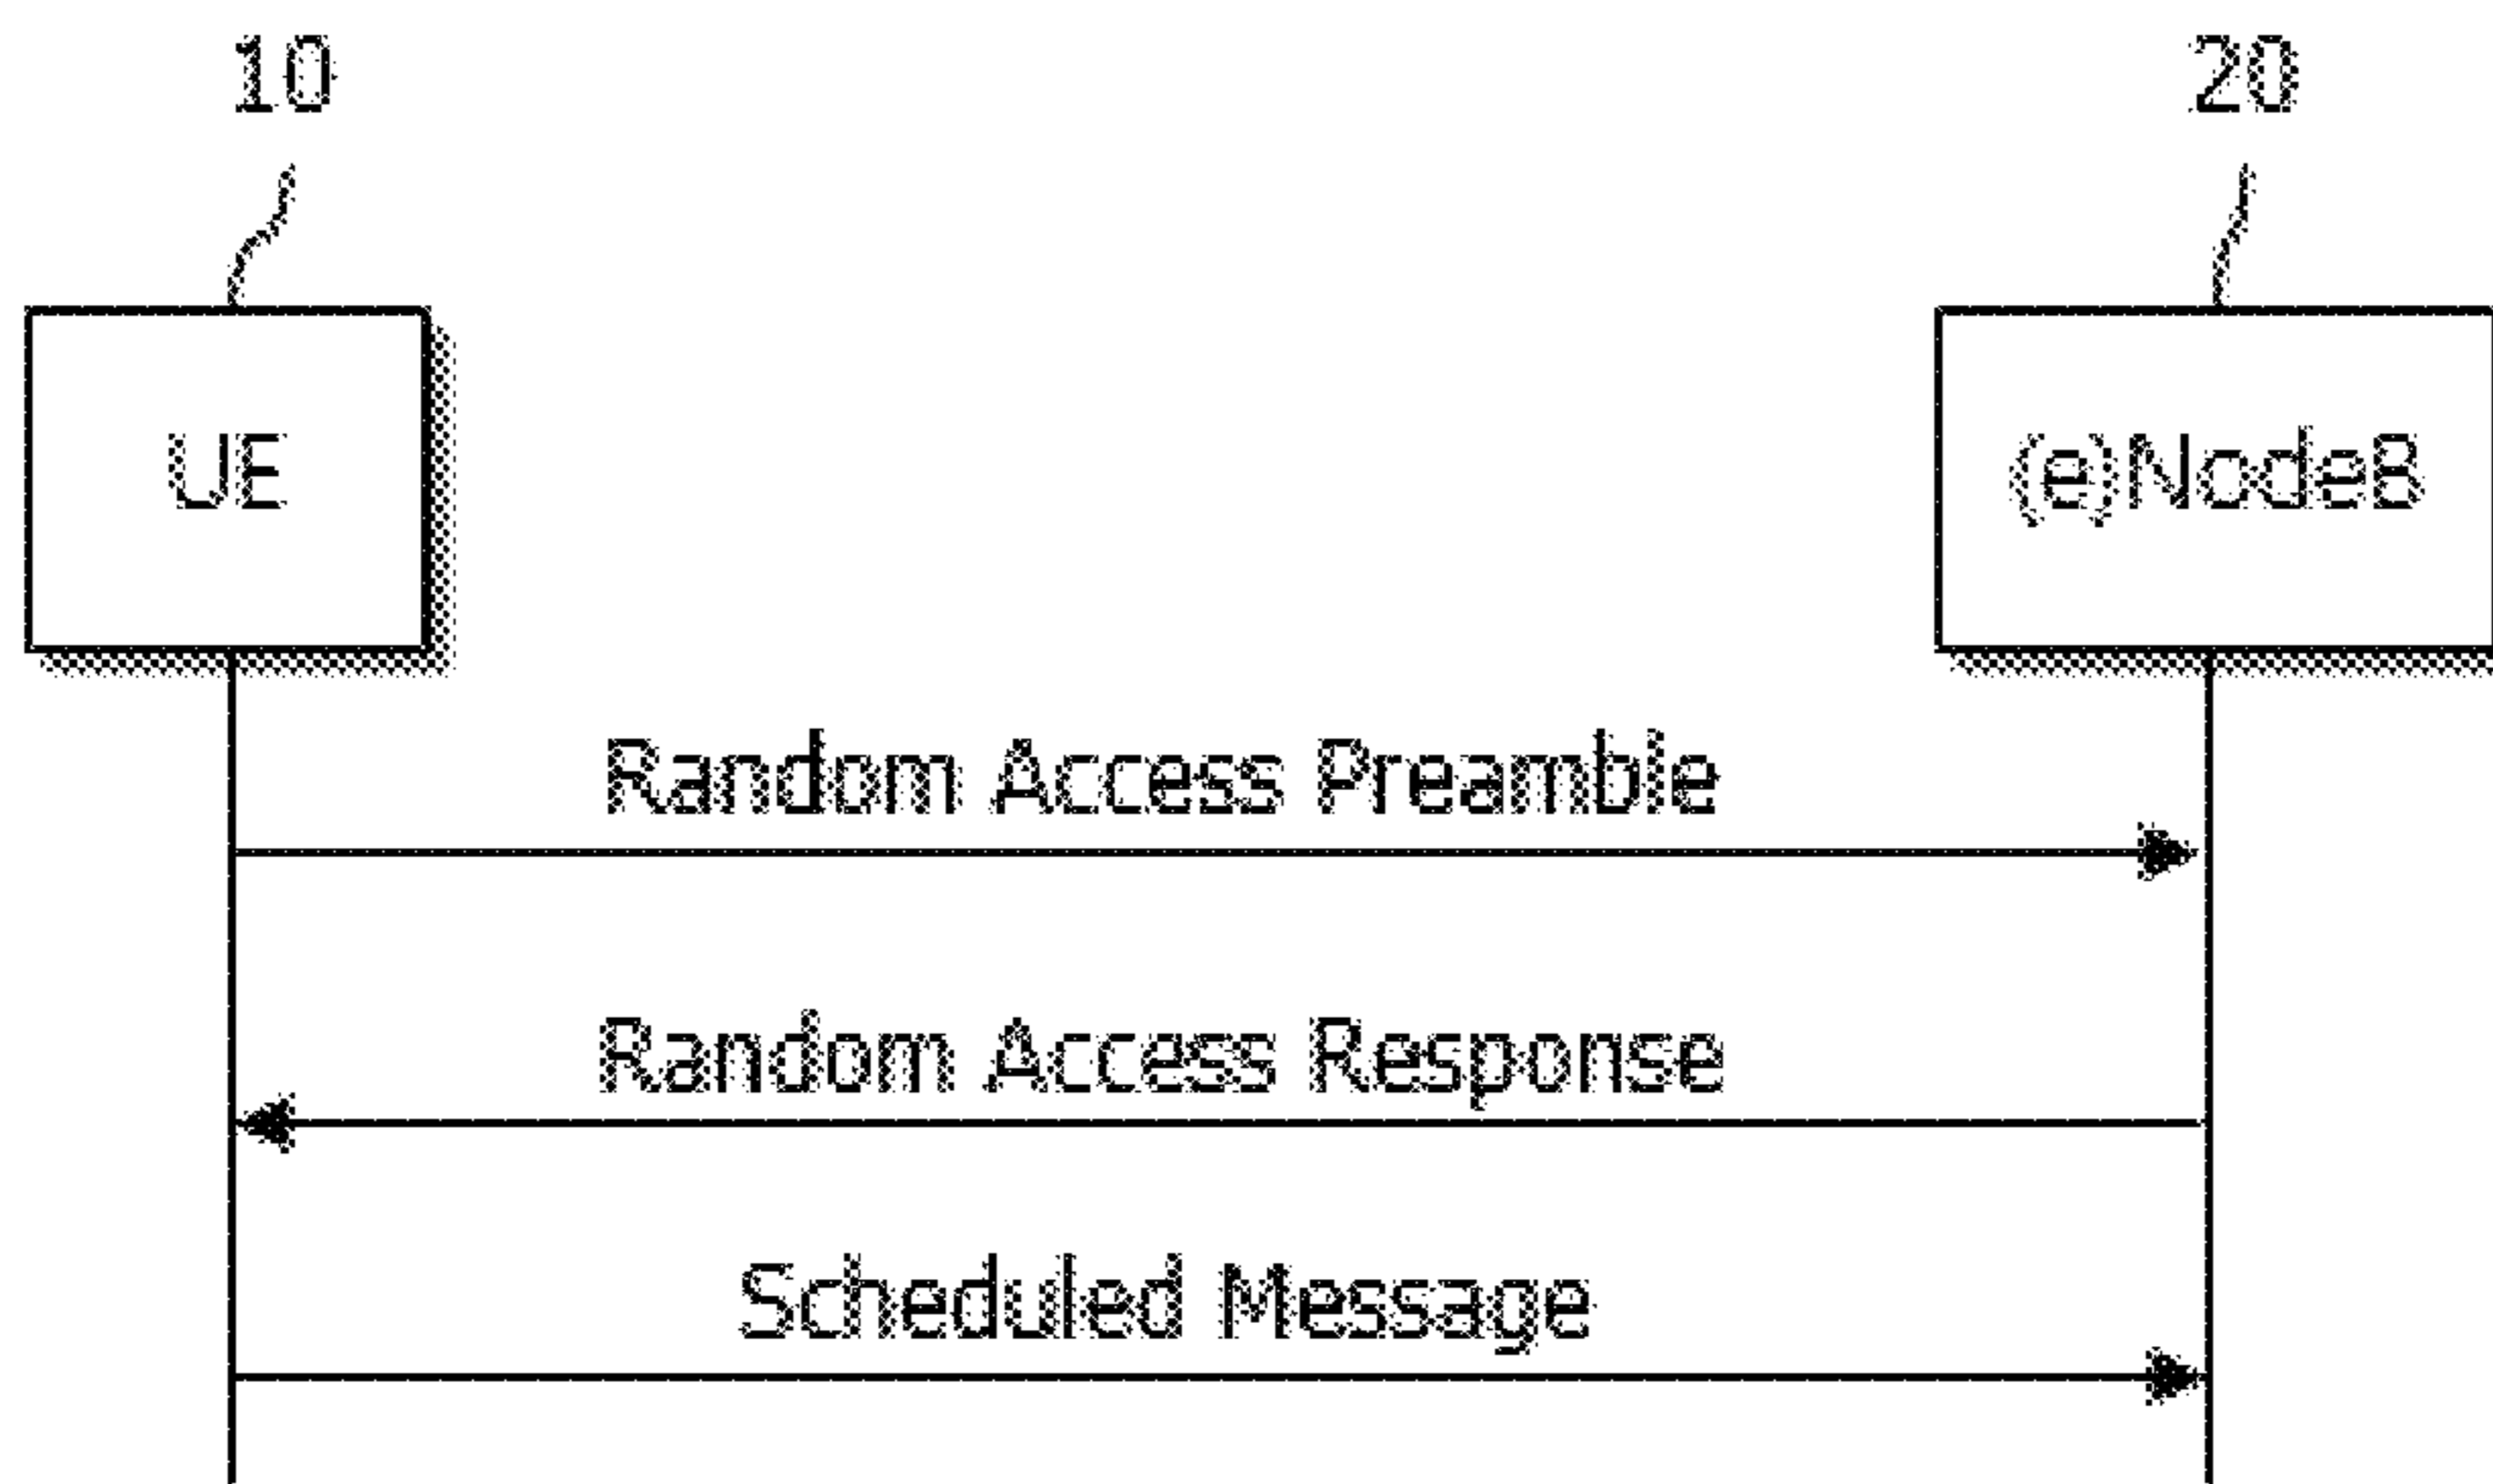 10
20
UE
(e)NodeB
Random Access Preamble
Random Access Response
Scheduled Message